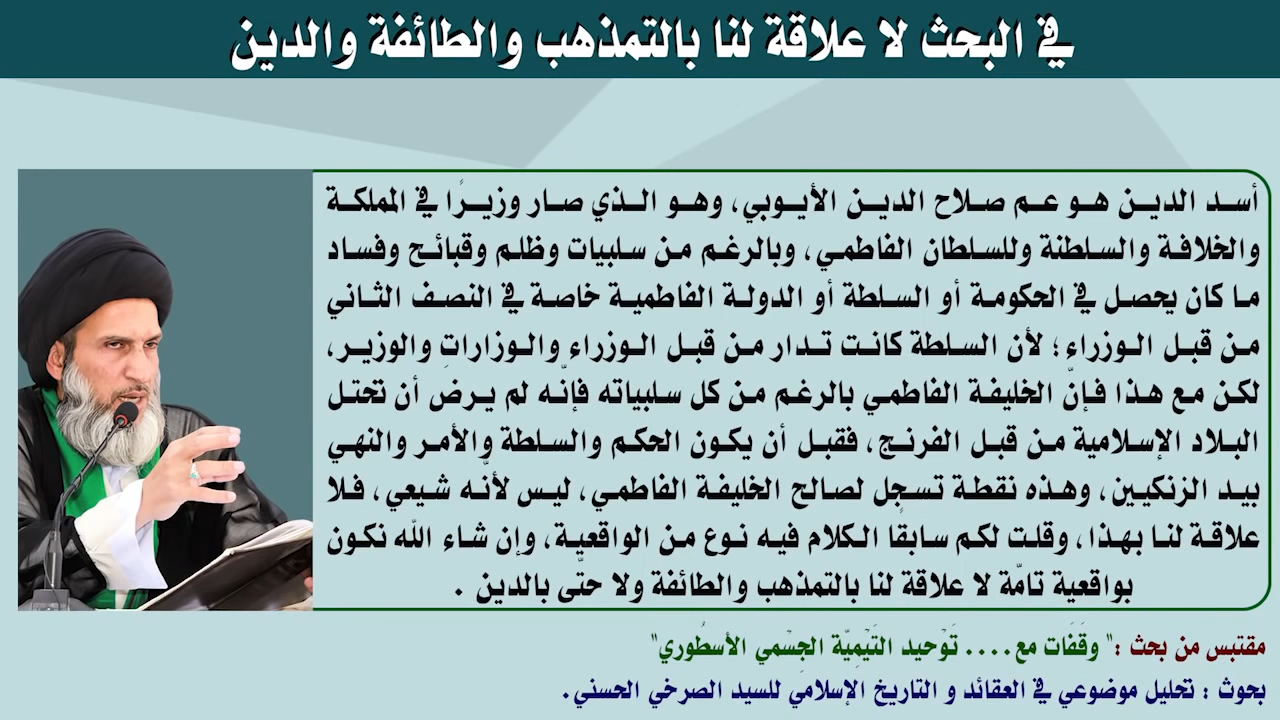 في البحث لا علاقة لنا بالتمذهب والطائفة والدين
أسد الدين هو عم صلاح الدين الأيوبي، وهو الذي صار وزيرًا في المملكة
والخلافة والسلطنة وللسلطان الفاطمي، وبالرغم من سلبيات وظلم وقبائح وفساد
ما كان يحصل في الحكومة أو السلطة أو الدولة الفاطمية خاصة في النصف الثاني
من قبل الوزراء؛ لأن السلطة كانت تدار من قبل الوزراءِ والوزاراتِ والوزير،
لكن مع هذا فإنّ الخليفة الفاطمي بالرغم من كل سلبياته فإنّه لم يرضَ أن تحتل
البلاد الإسلامية من قبل الفرنج، فقبل أن يكون الحكم والسلطة والأمر والنهي
بيد الزنكيين، وهذه نقطة تسجل لصالح الخليفة الفاطمي، ليس لأنّه شيعي، فلا
علاقة لنا بهذا، وقلت لكم سابقًا الكلام فيه نوع من الواقعية، وإن شاء الله نكون
بواقعية تامّة لا علاقة لنا بالتمذهب والطائفة ولا حتّى بالدين .
مقتبس من بحث :" وقَفَات مع.... تَوْحيد التَيْمِيّة الجِسْمي الأسطُوري"
بحوث : تحليل موضوعي في العقائد و التاريخ الإسلامي للسيد الصرخي الحسني.